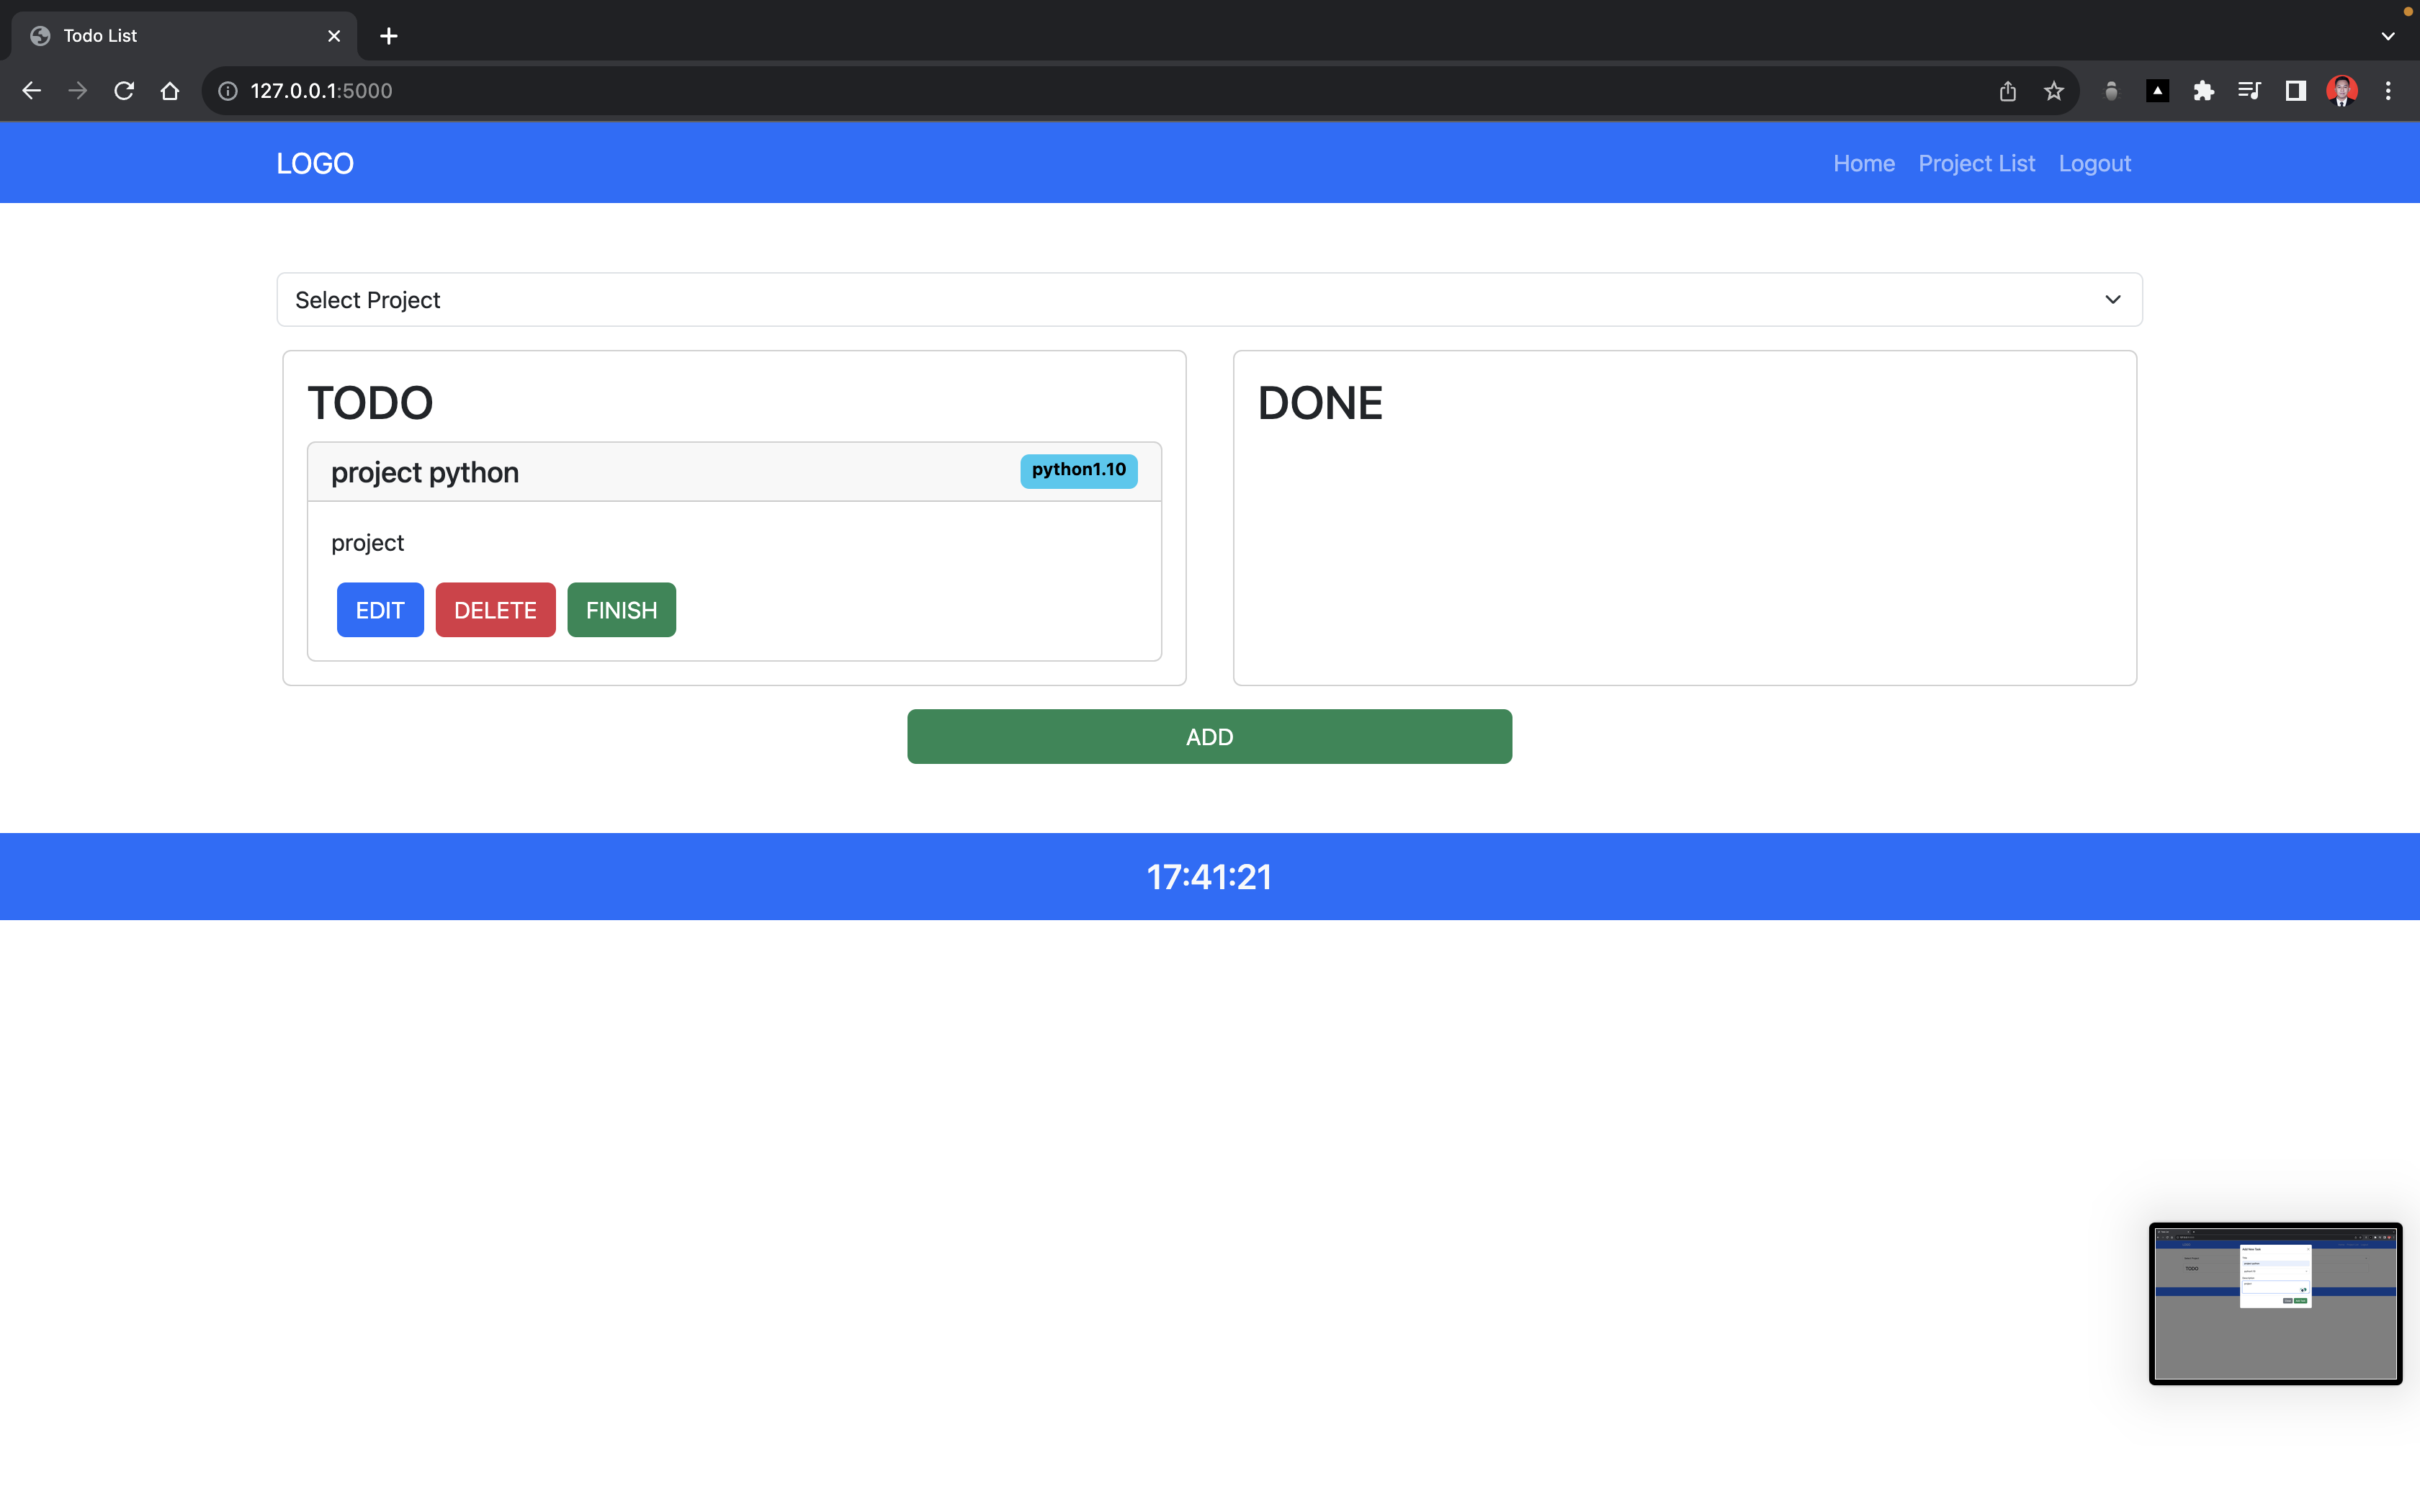 Todo List
127.0.0.1:5000
LOGO
Home Project List Logout
Select Project
TODO
project python python1.10
project
EDIT DELETE FINISH
DONE
ADD
17:41:21
TODO